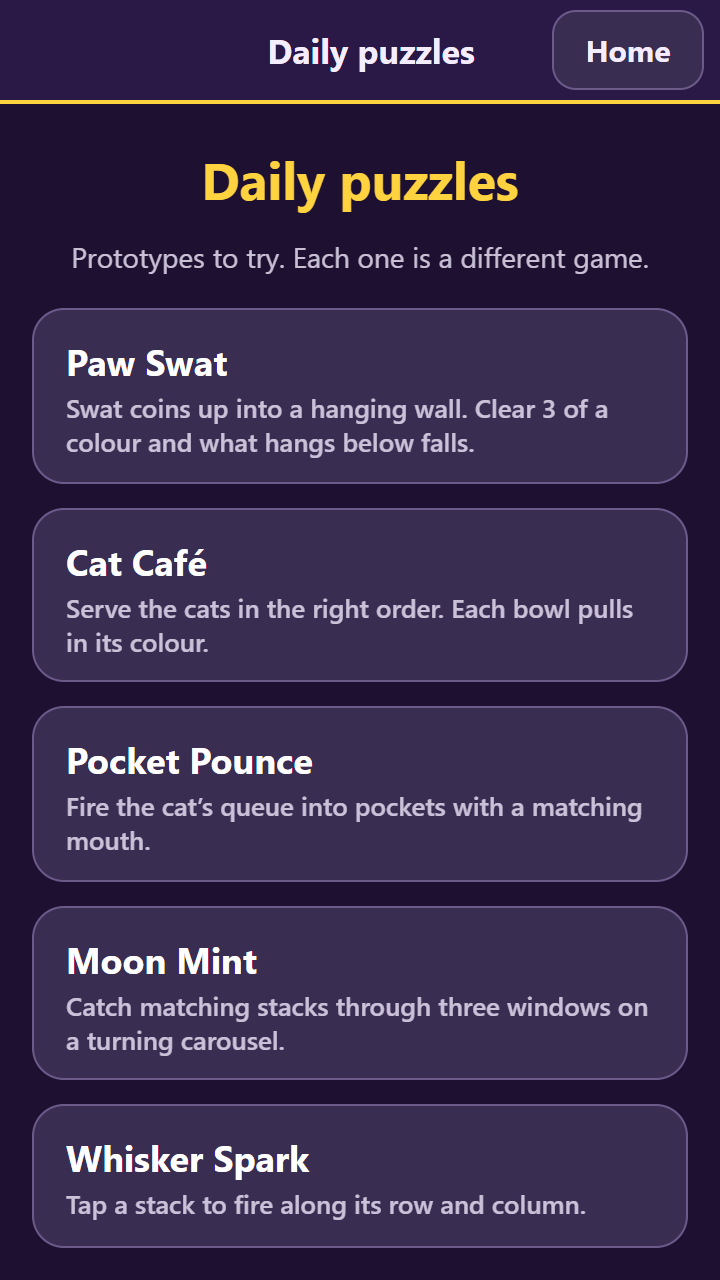 Daily puzzles
Home
Daily puzzles
Prototypes to try. Each one is a different game.
Paw Swat
Swat coins up into a hanging wall. Clear 3 of a
colour and what hangs below falls.
Cat Café
Serve the cats in the right order. Each bowl pulls
in its colour.
Pocket Pounce
Fire the cat’s queue into pockets with a matching
mouth.
Moon Mint
Catch matching stacks through three windows on
a turning carousel.
Whisker Spark
Tap a stack to fire along its row and column.